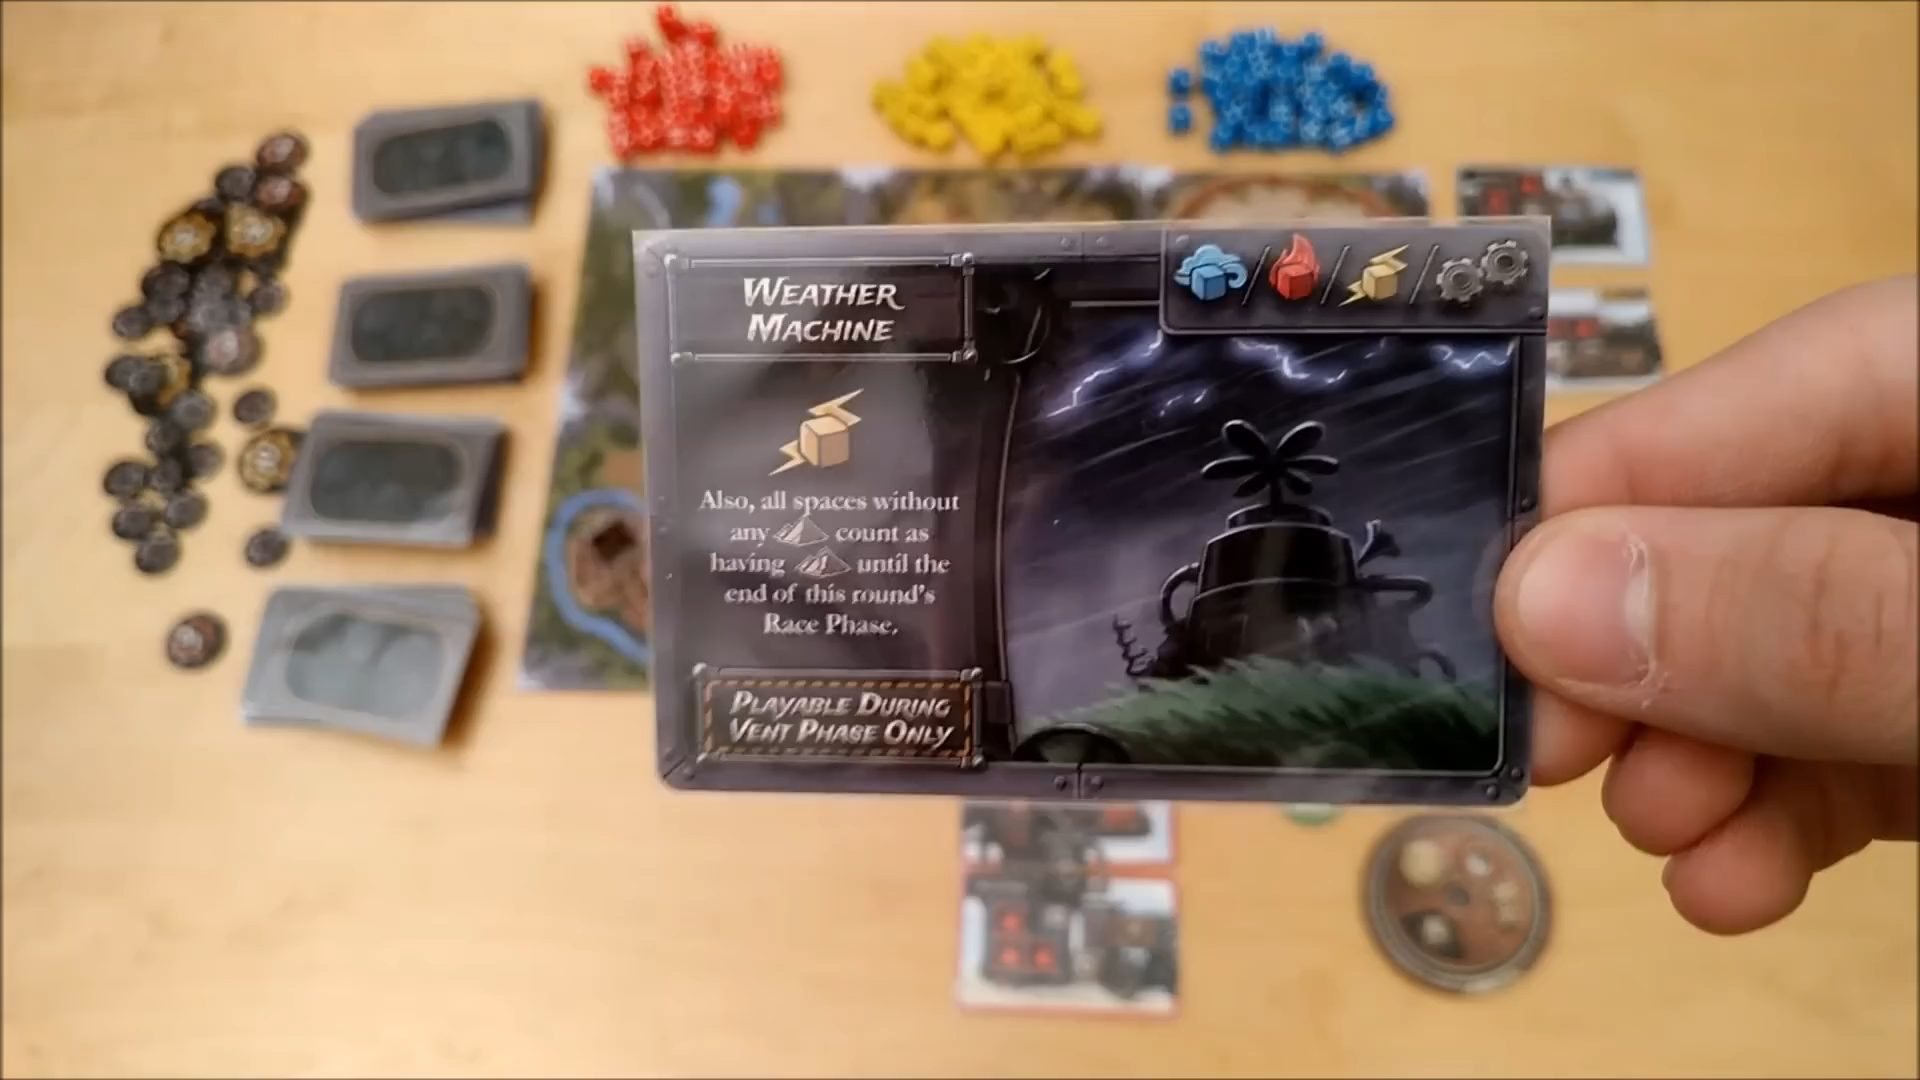 WEATHER
MACHINE
Also, all spaces without
any count as
having until the
end of this round's
Race Phase.
PLAYABLE DURING
VENT PHASE ONLY